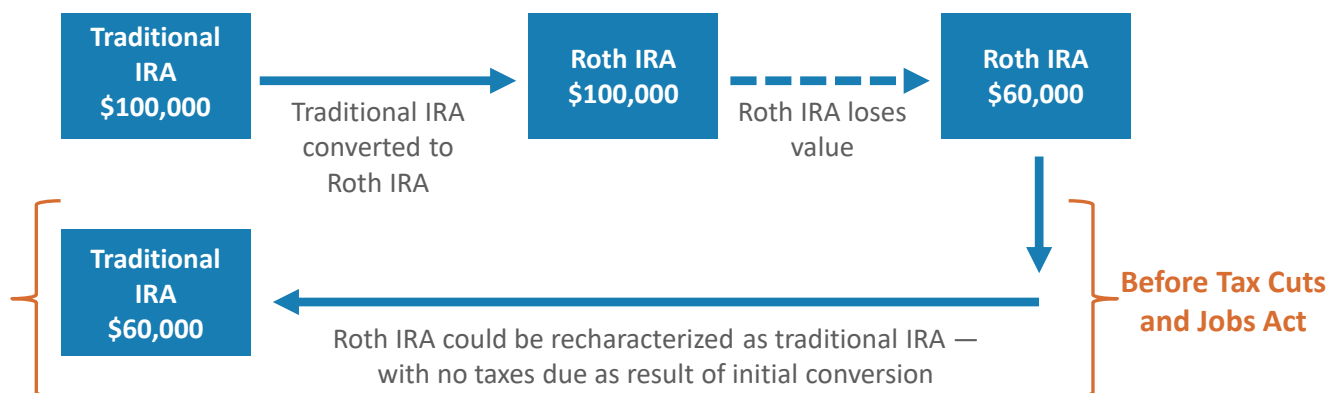 Traditional
IRA
$100,000
Traditional IRA
converted to
Roth IRA
Roth IRA
$100,000
Roth IRA loses
value
Roth IRA
$60,000
Traditional
IRA
$60,000
Roth IRA could be recharacterized as traditional IRA —
with no taxes due as result of initial conversion
Before Tax Cuts
and Jobs Act